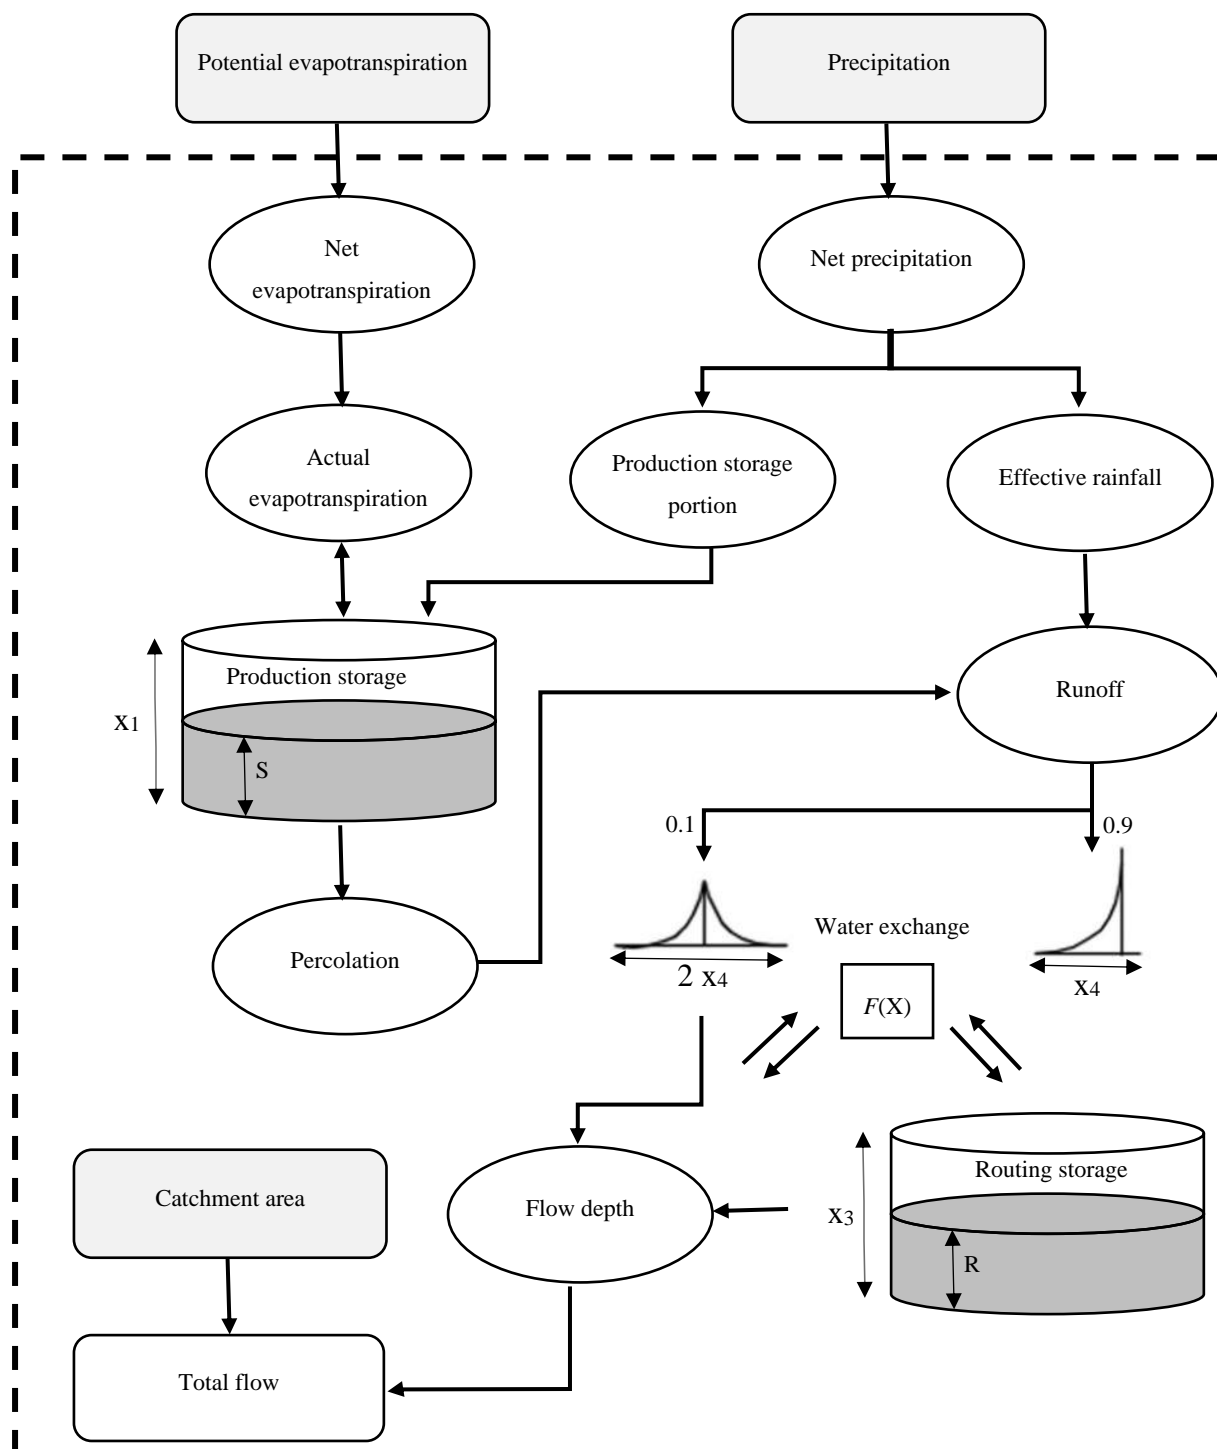 Potential evapotranspiration
Precipitation
Net
evapotranspiration
Net precipitation
Actual
evapotranspiration
Production storage
portion
Effective rainfall
Production storage
x1
S
Runoff
0.1
0.9
Percolation
Water exchange
2 x4
x4
F(X)
Catchment area
Flow depth
Routing storage
x3
R
Total flow